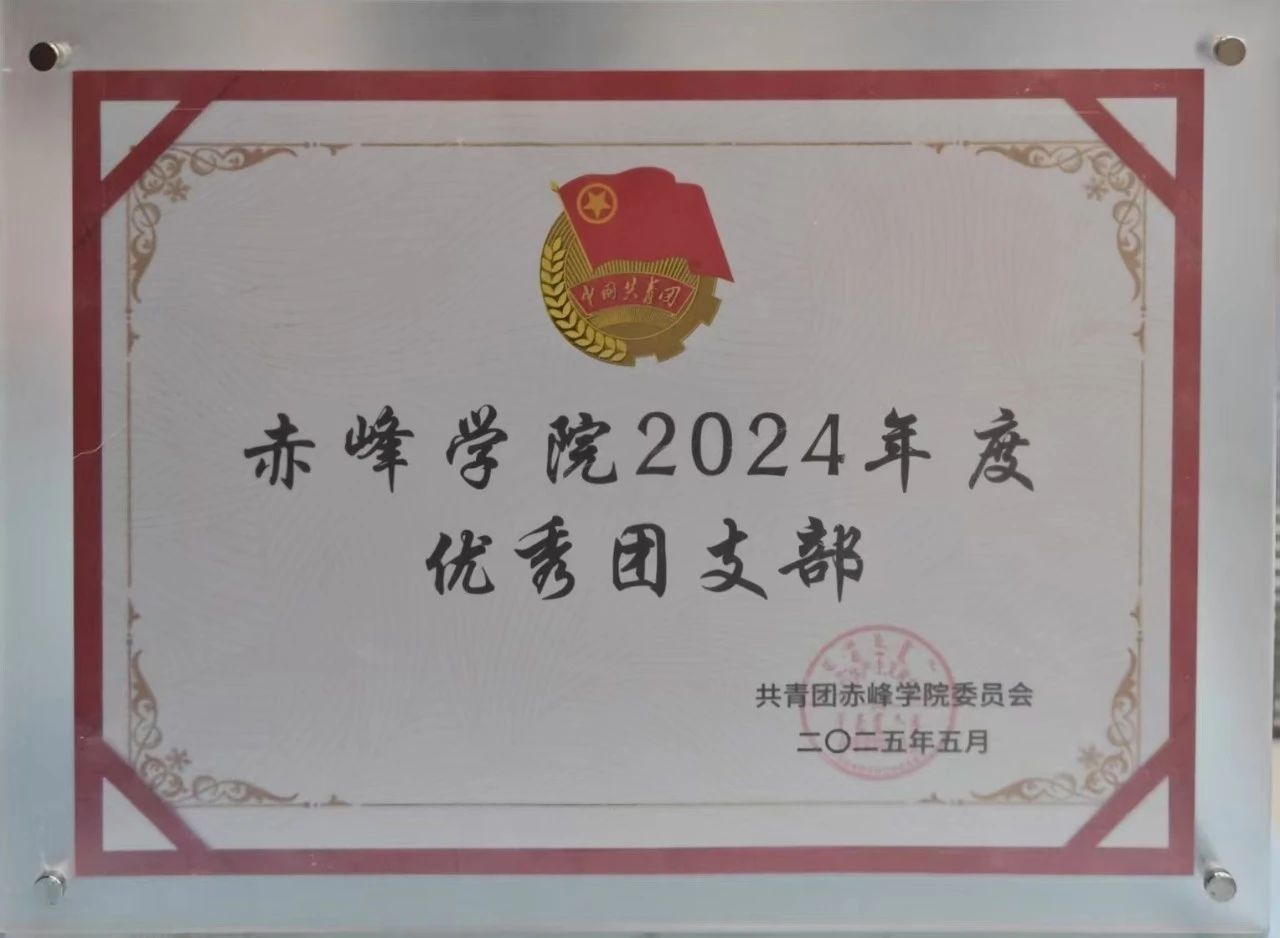 中国共青团
赤峰学院2024年度
优秀团支部
共青团赤峰学院委员会
二〇二五年五月